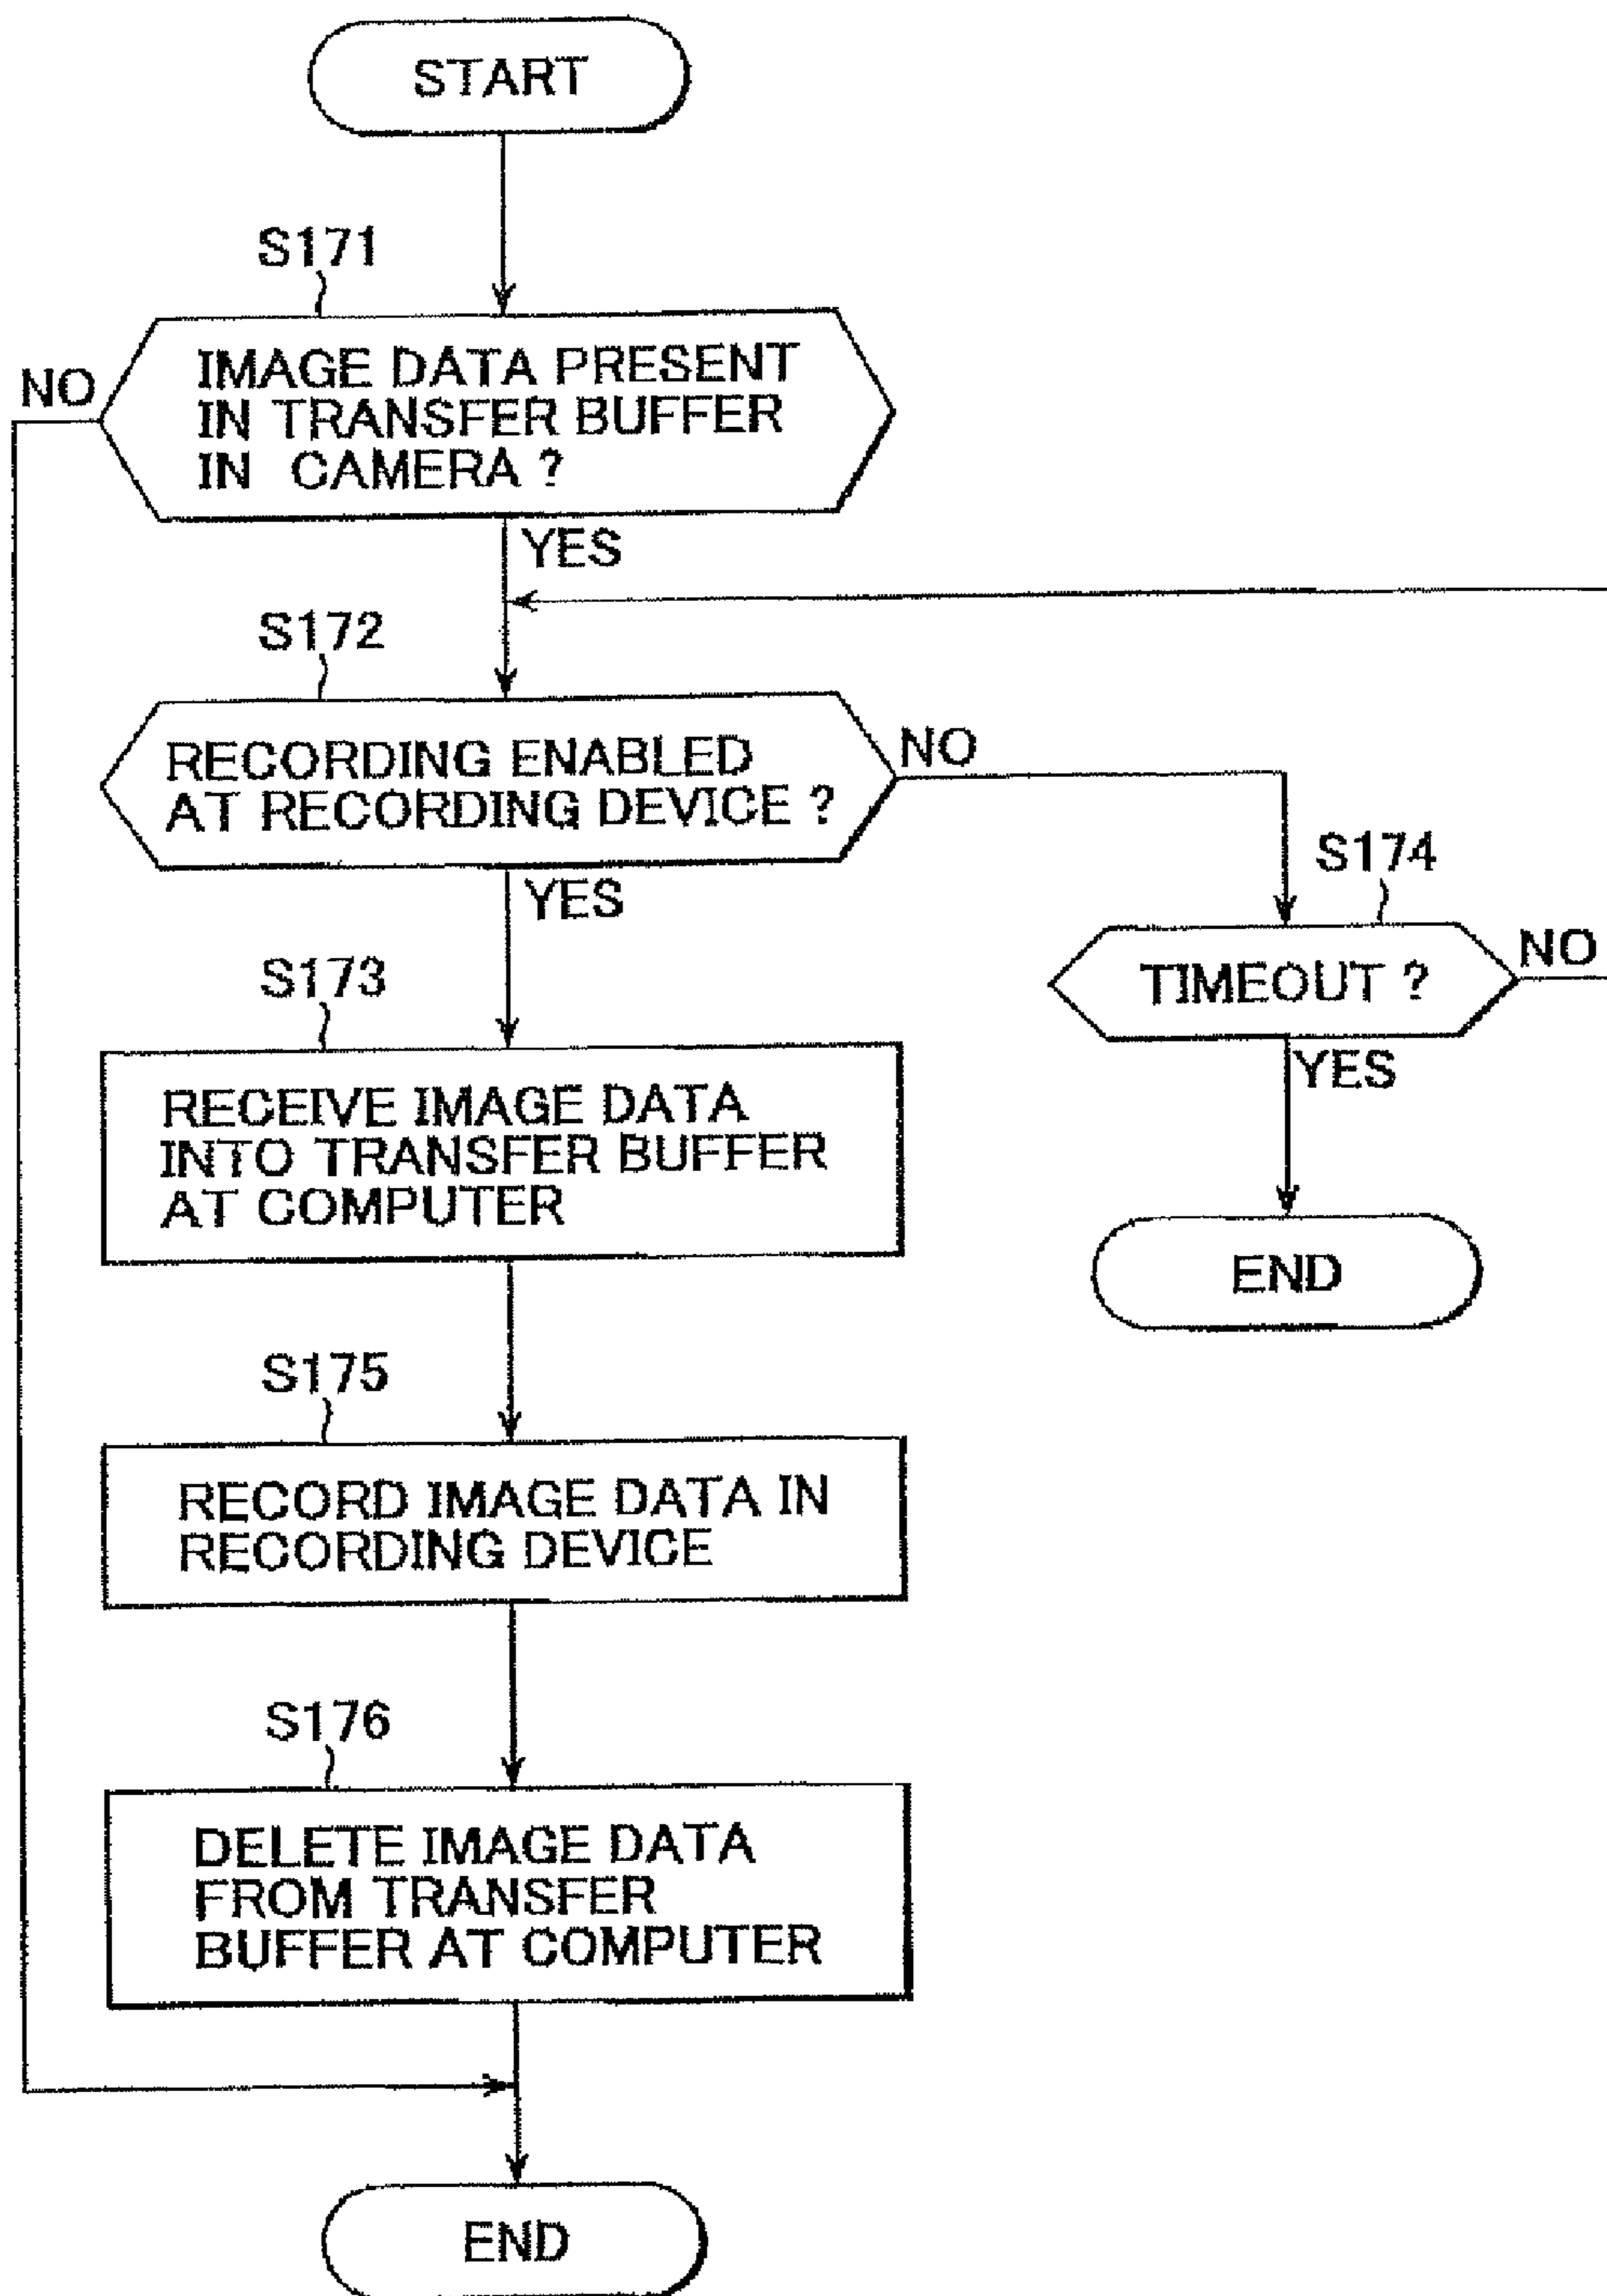 START
S171
IMAGE DATA PRESENT
IN TRANSFER BUFFER
IN CAMERA ?
NO
YES
S172
RECORDING ENABLED
AT RECORDING DEVICE ?
NO
YES
S174
TIMEOUT ?
NO
YES
END
S173
RECEIVE IMAGE DATA
INTO TRANSFER BUFFER
AT COMPUTER
S175
RECORD IMAGE DATA IN
RECORDING DEVICE
S176
DELETE IMAGE DATA
FROM TRANSFER
BUFFER AT COMPUTER
END